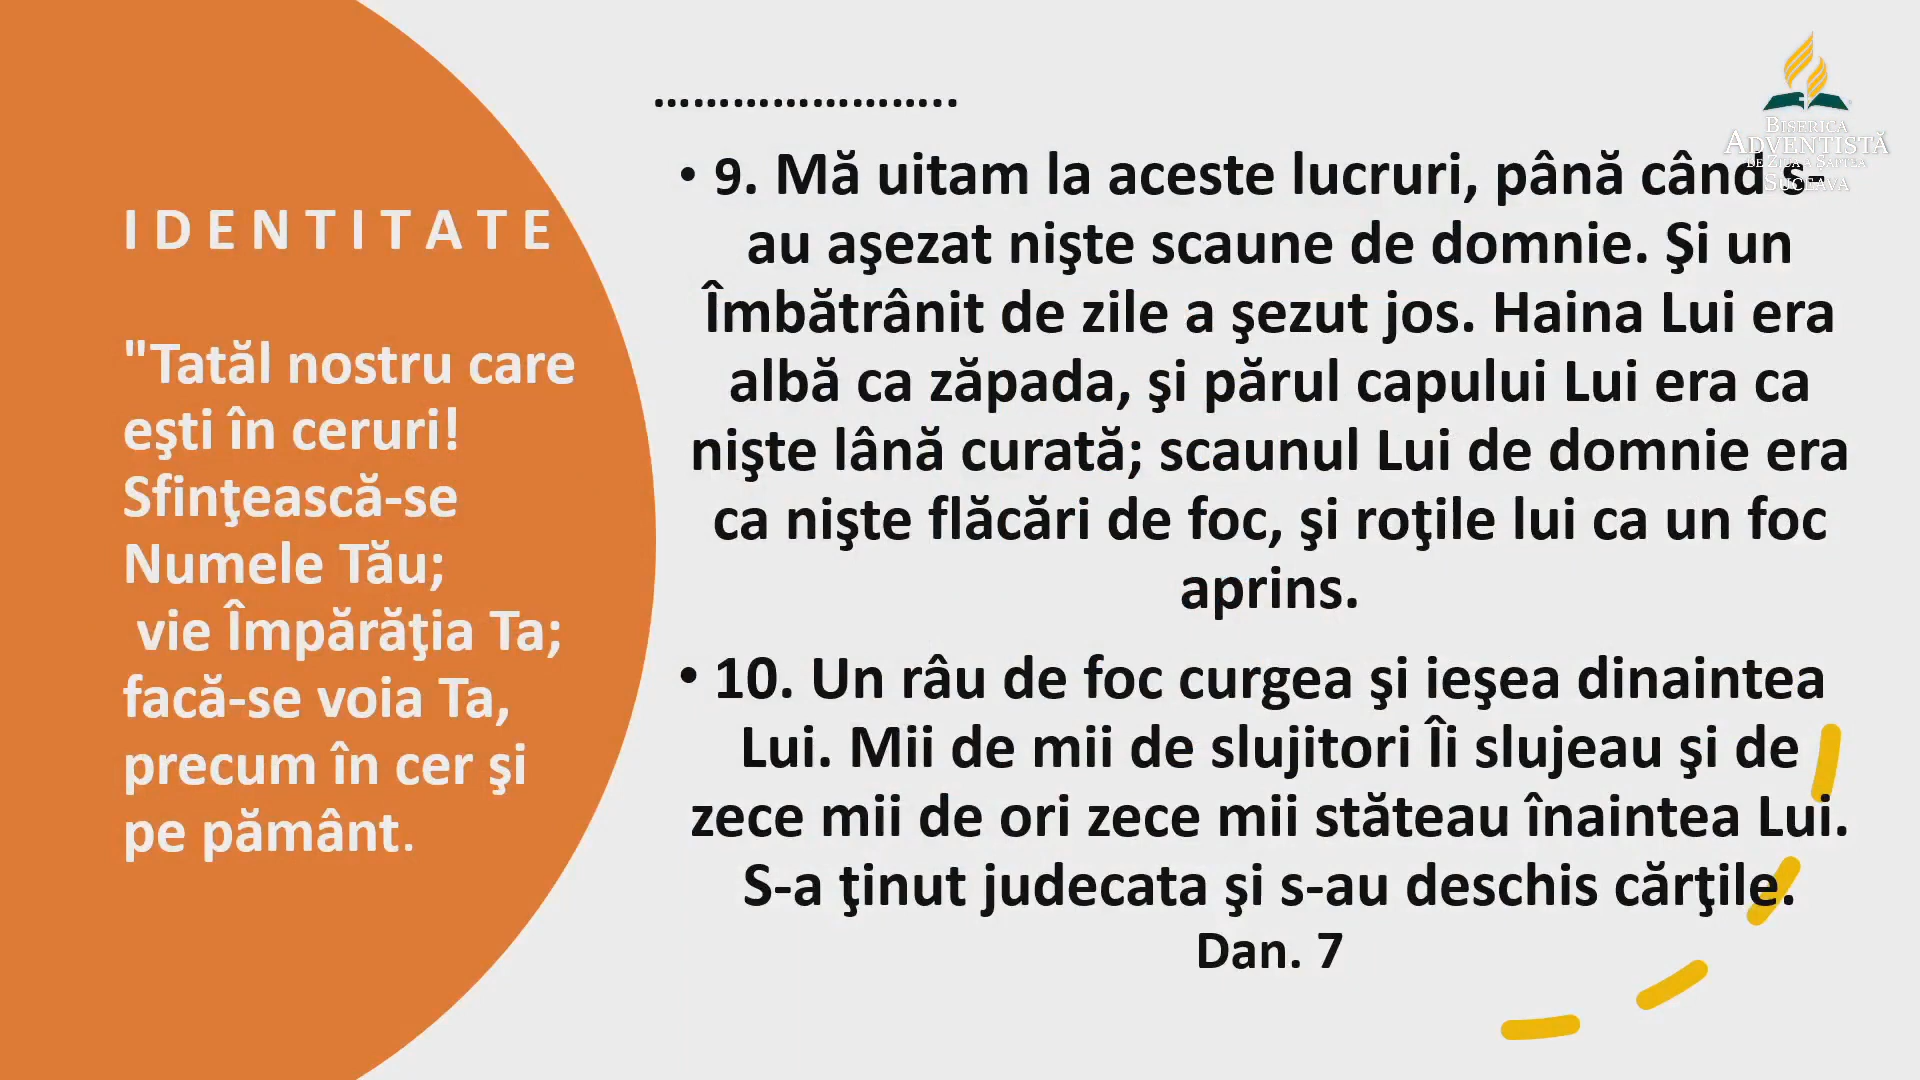 I D E N T I T A T E
"Tatăl nostru care
eşti în ceruri!
Sfinţească-se
Numele Tău;
vie Împărăţia Ta;
facă-se voia Ta,
precum în cer şi
pe pământ.
……………………..
• 9. Mă uitam la aceste lucruri, până când s-
au aşezat nişte scaune de domnie. Şi un
Îmbătrânit de zile a şezut jos. Haina Lui era
albă ca zăpada, şi părul capului Lui era ca
nişte lână curată; scaunul Lui de domnie era
ca nişte flăcări de foc, şi roţile lui ca un foc
aprins.
• 10. Un râu de foc curgea şi ieşea dinaintea
Lui. Mii de mii de slujitori Îi slujeau şi de
zece mii de ori zece mii stăteau înaintea Lui.
S-a ţinut judecata şi s-au deschis cărţile.
Dan. 7
BISERICA
ADVENTISTĂ
DE ZIUA A ŞAPTEA
SUCEAVA